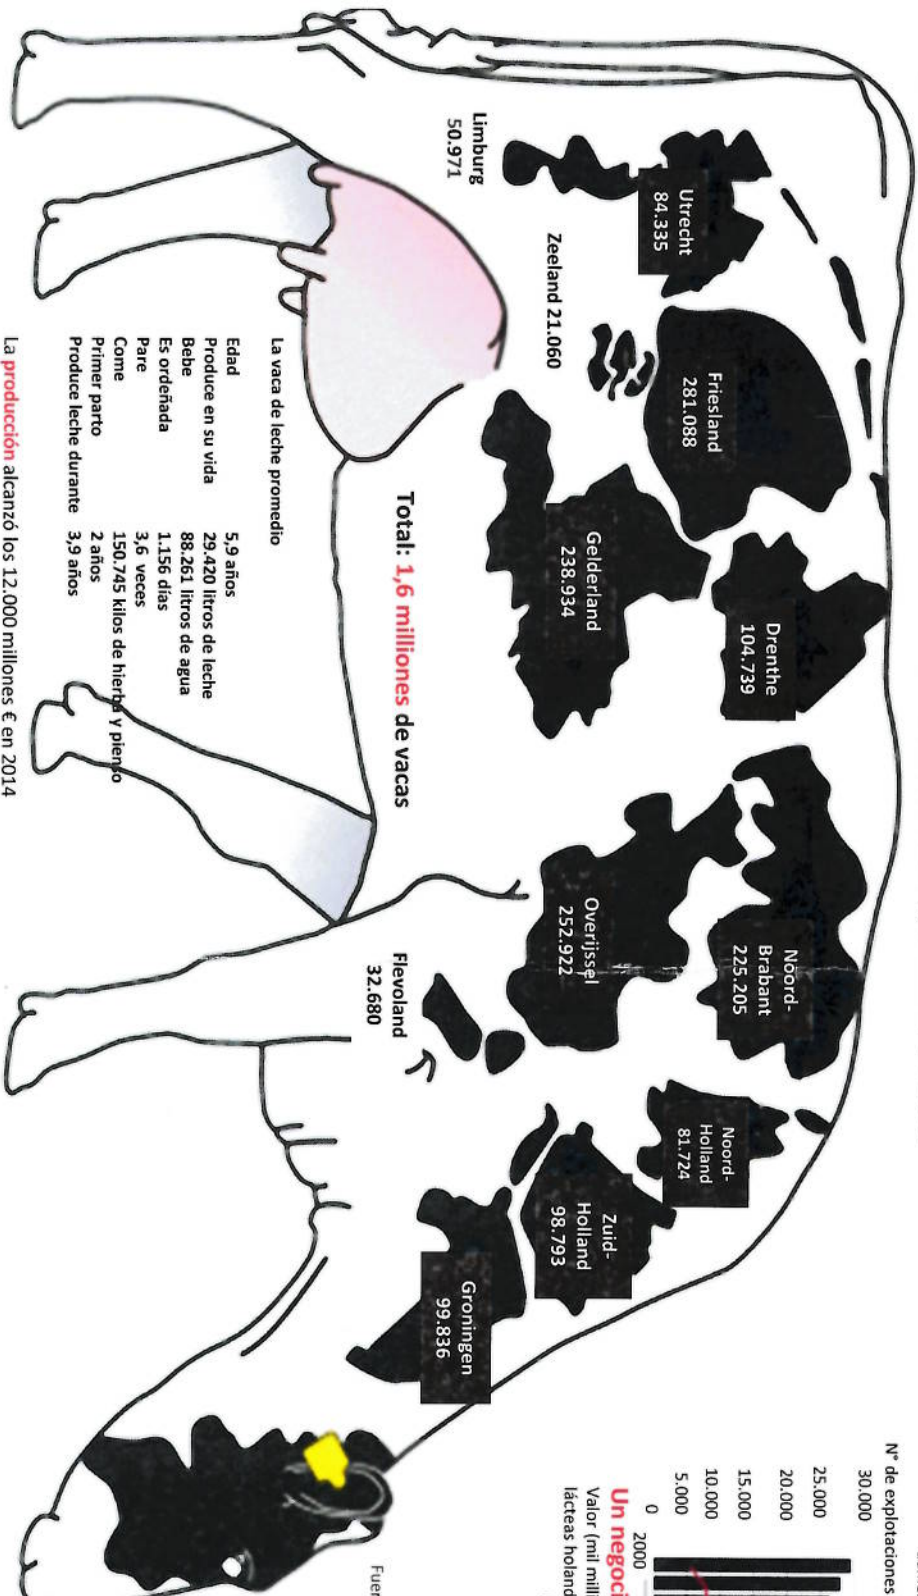 Limburg
50.971
Utrecht
84.335
Zeeland 21.060
Friesland
281.088
Gelderland
238.934
Drenthe
104.739
Noord-
Brabant
225.205
Overijssel
252.922
Flevoland
32.680
Noord-
Holland
81.724
Zuid-
Holland
98.793
Groningen
99.836
Total: 1,6 milliones de vacas
La vaca de leche promedio
Edad 5,9 años
Produce en su vida 29.420 litros de leche
Bebe 88.261 litros de agua
Es ordeñada 1.156 días
Pare 3,6 veces
Come 150.745 kilos de hierba y pienso
Primer parto 2 años
Produce leche durante 3,9 años
La producción alcanzó los 12.000 millones € en 2014
N° de explotaciones
30.000
25.000
20.000
15.000
10.000
5.000
0
2000
Un negoci
Valor (mil mill
lácteas holand
Fuer